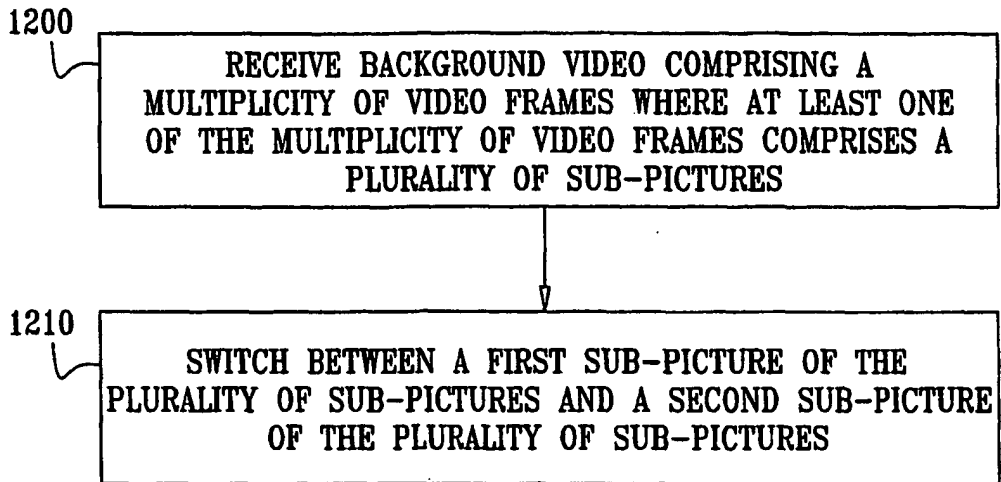 1200
RECEIVE BACKGROUND VIDEO COMPRISING A
MULTIPLICITY OF VIDEO FRAMES WHERE AT LEAST ONE
OF THE MULTIPLICITY OF VIDEO FRAMES COMPRISES A
PLURALITY OF SUB-PICTURES
1210
SWITCH BETWEEN A FIRST SUB-PICTURE OF THE
PLURALITY OF SUB-PICTURES AND A SECOND SUB-PICTURE
OF THE PLURALITY OF SUB-PICTURES